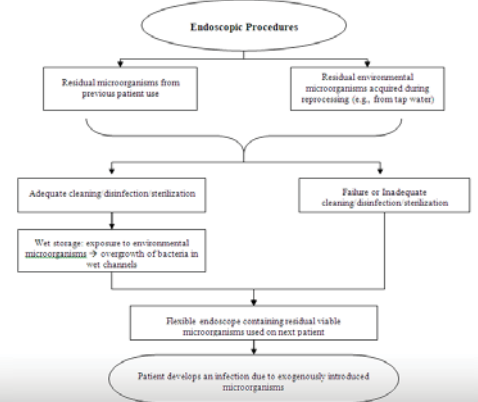 Endoscopic Procedures
Residual microorganisms from
previous patient use
Residual environmental
microorganisms acquired during
reprocessing (e.g., from tap water)
Adequate cleaning/disinfection/sterilization
Failure or Inadequate
cleaning/disinfection/sterilization
Wet storage: exposure to environmental
microorganisms → overgrowth of bacteria in
wet channels
Flexible endoscope containing residual viable
microorganisms used on next patient
Patient develops an infection due to exogenously introduced
microorganisms